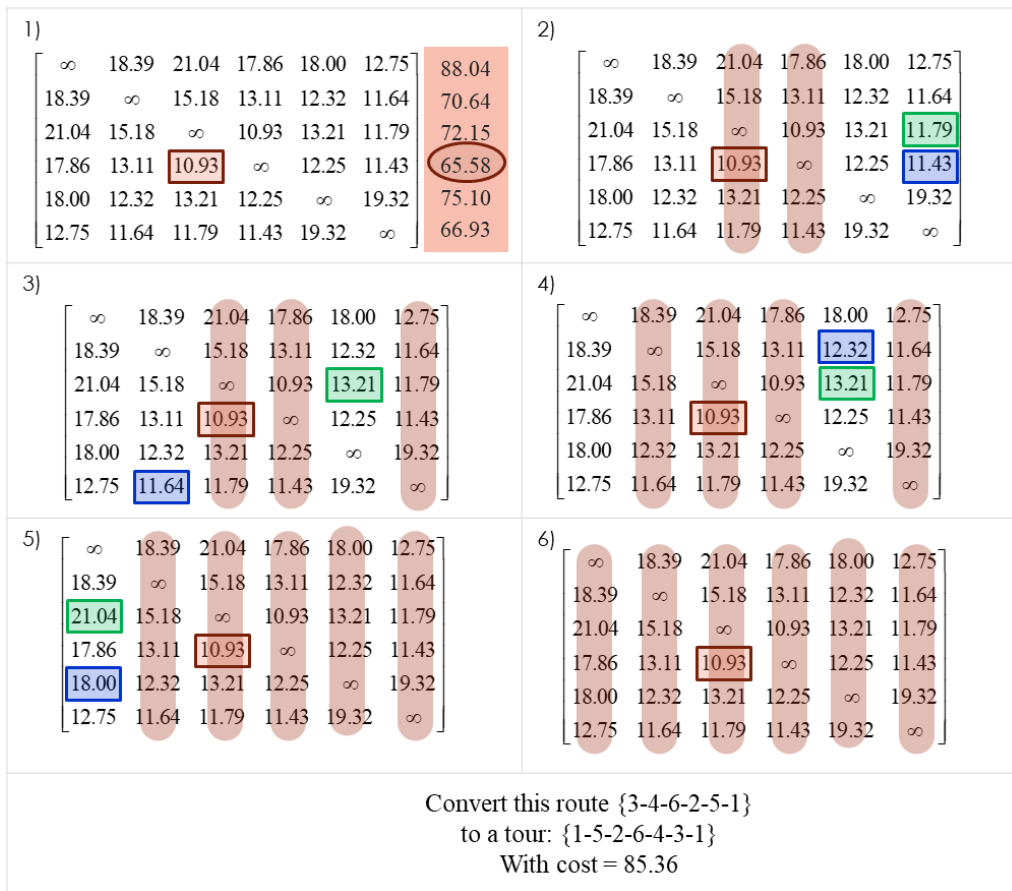 1)
∞ 18.39 21.04 17.86 18.00 12.75 88.04
18.39 ∞ 15.18 13.11 12.32 11.64 70.64
21.04 15.18 ∞ 10.93 13.21 11.79 72.15
17.86 13.11 10.93 ∞ 12.25 11.43 65.58
18.00 12.32 13.21 12.25 ∞ 19.32 75.10
12.75 11.64 11.79 11.43 19.32 ∞ 66.93
2)
∞ 18.39 21.04 17.86 18.00 12.75
18.39 ∞ 15.18 13.11 12.32 11.64
21.04 15.18 ∞ 10.93 13.21 11.79
17.86 13.11 10.93 ∞ 12.25 11.43
18.00 12.32 13.21 12.25 ∞ 19.32
12.75 11.64 11.79 11.43 19.32 ∞
3)
∞ 18.39 21.04 17.86 18.00 12.75
18.39 ∞ 15.18 13.11 12.32 11.64
21.04 15.18 ∞ 10.93 13.21 11.79
17.86 13.11 10.93 ∞ 12.25 11.43
18.00 12.32 13.21 12.25 ∞ 19.32
12.75 11.64 11.79 11.43 19.32 ∞
4)
∞ 18.39 21.04 17.86 18.00 12.75
18.39 ∞ 15.18 13.11 12.32 11.64
21.04 15.18 ∞ 10.93 13.21 11.79
17.86 13.11 10.93 ∞ 12.25 11.43
18.00 12.32 13.21 12.25 ∞ 19.32
12.75 11.64 11.79 11.43 19.32 ∞
5)
∞ 18.39 21.04 17.86 18.00 12.75
18.39 ∞ 15.18 13.11 12.32 11.64
21.04 15.18 ∞ 10.93 13.21 11.79
17.86 13.11 10.93 ∞ 12.25 11.43
18.00 12.32 13.21 12.25 ∞ 19.32
12.75 11.64 11.79 11.43 19.32 ∞
6)
∞ 18.39 21.04 17.86 18.00 12.75
18.39 ∞ 15.18 13.11 12.32 11.64
21.04 15.18 ∞ 10.93 13.21 11.79
17.86 13.11 10.93 ∞ 12.25 11.43
18.00 12.32 13.21 12.25 ∞ 19.32
12.75 11.64 11.79 11.43 19.32 ∞
Convert this route {3-4-6-2-5-1}
to a tour: {1-5-2-6-4-3-1}
With cost = 85.36